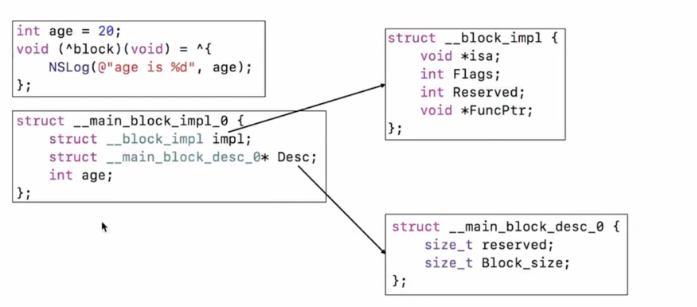 int age = 20;
void (^block)(void) = ^{
    NSLog(@"age is %d", age);
};
struct __main_block_impl_0 {
    struct __block_impl impl;
    struct __main_block_desc_0* Desc;
    int age;
};
struct __block_impl {
    void *isa;
    int Flags;
    int Reserved;
    void *FuncPtr;
};
struct __main_block_desc_0 {
    size_t reserved;
    size_t Block_size;
};